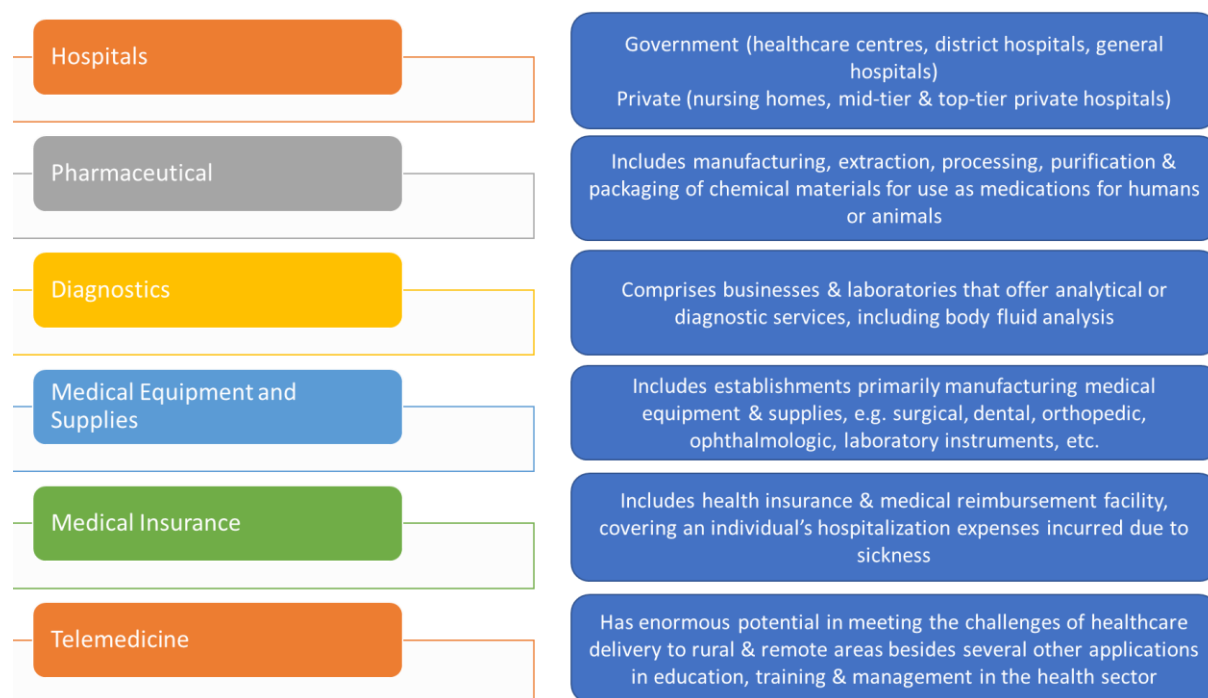 Hospitals
Government (healthcare centres, district hospitals, general
hospitals)
Private (nursing homes, mid-tier & top-tier private hospitals)
Pharmaceutical
Includes manufacturing, extraction, processing, purification &
packaging of chemical materials for use as medications for humans
or animals
Diagnostics
Comprises businesses & laboratories that offer analytical or
diagnostic services, including body fluid analysis
Medical Equipment and
Supplies
Includes establishments primarily manufacturing medical
equipment & supplies, e.g. surgical, dental, orthopedic,
ophthalmologic, laboratory instruments, etc.
Medical Insurance
Includes health insurance & medical reimbursement facility,
covering an individual's hospitalization expenses incurred due to
sickness
Telemedicine
Has enormous potential in meeting the challenges of healthcare
delivery to rural & remote areas besides several other applications
in education, training & management in the health sector